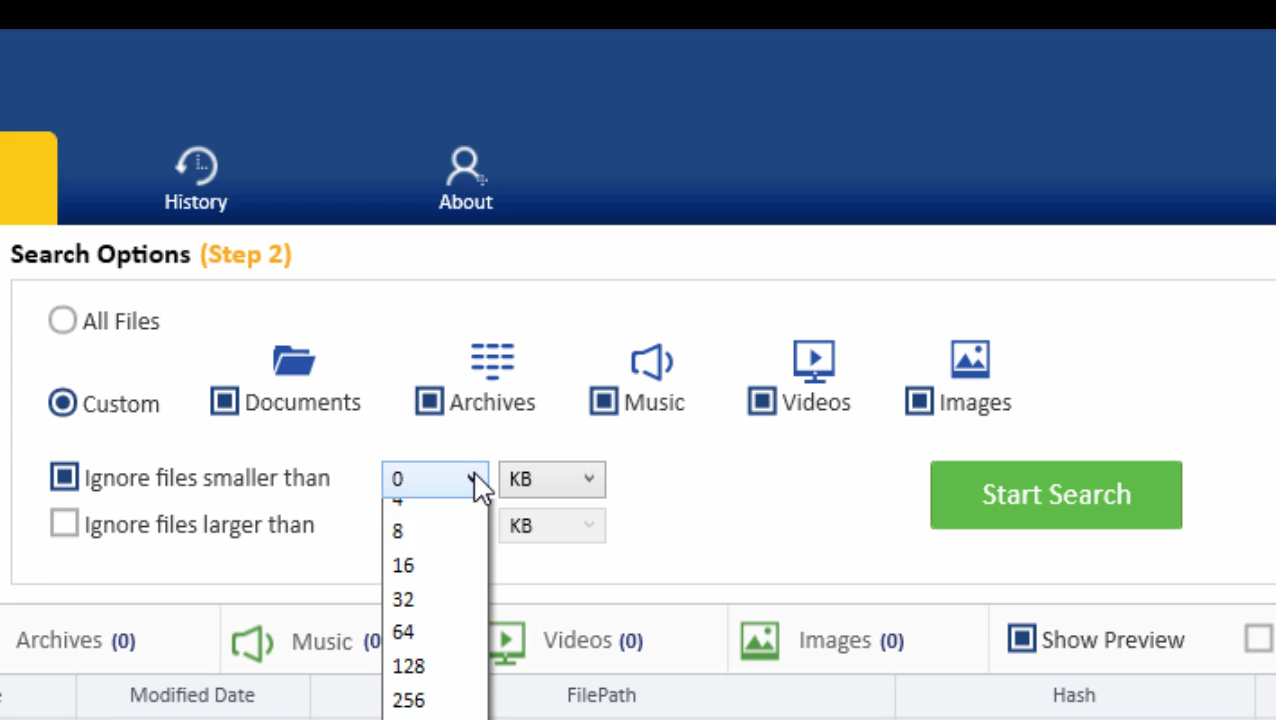 History
About
Search Options (Step 2)
All Files
Custom
Documents
Archives
Music
Videos
Images
Ignore files smaller than
0
KB
Ignore files larger than
KB
4
8
16
32
64
128
256
Start Search
Archives (0)
Music (0
Videos (0)
Images (0)
Show Preview
Modified Date
FilePath
Hash